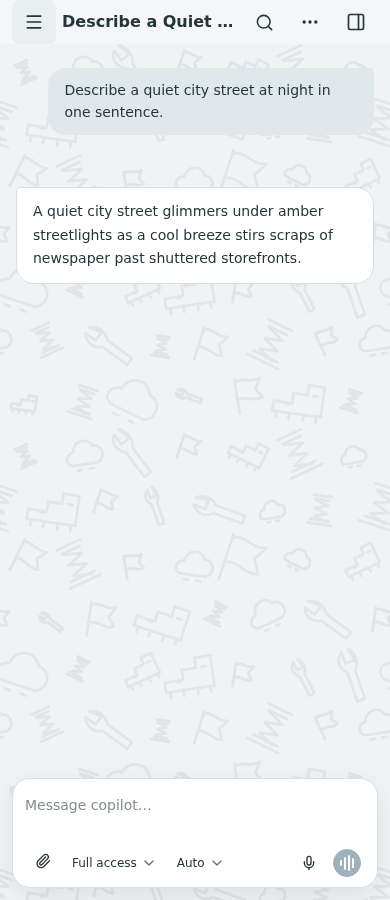 Describe a Quiet ...
Describe a quiet city street at night in
one sentence.
A quiet city street glimmers under amber
streetlights as a cool breeze stirs scraps of
newspaper past shuttered storefronts.
Message copilot...
Full access
Auto